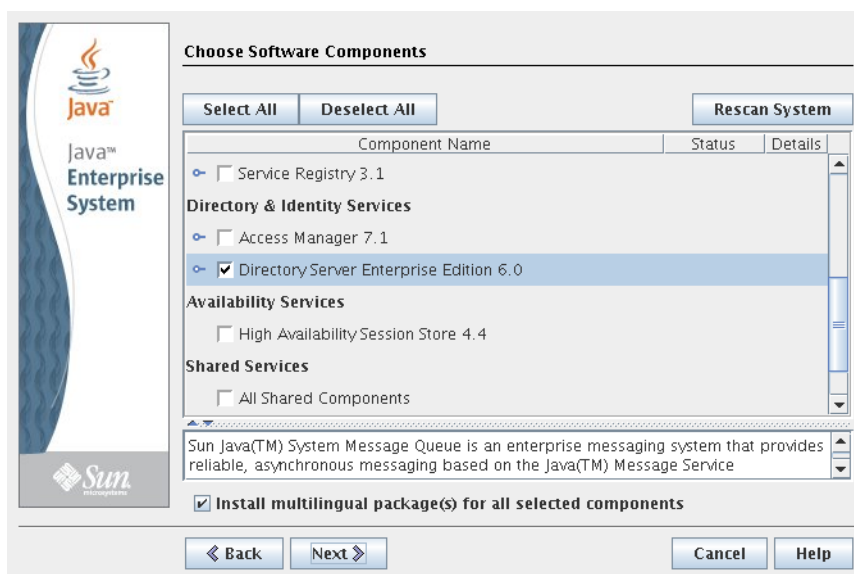 Choose Software Components
Java
Java™
Enterprise
System
Select All Deselect All Rescan System
Component Name Status Details
Service Registry 3.1
Directory & Identity Services
Access Manager 7.1
Directory Server Enterprise Edition 6.0
Availability Services
High Availability Session Store 4.4
Shared Services
All Shared Components
Sun Java(TM) System Message Queue is an enterprise messaging system that provides
reliable, asynchronous messaging based on the Java(TM) Message Service
Sun
microsystems
Install multilingual package(s) for all selected components
Back Next Cancel Help